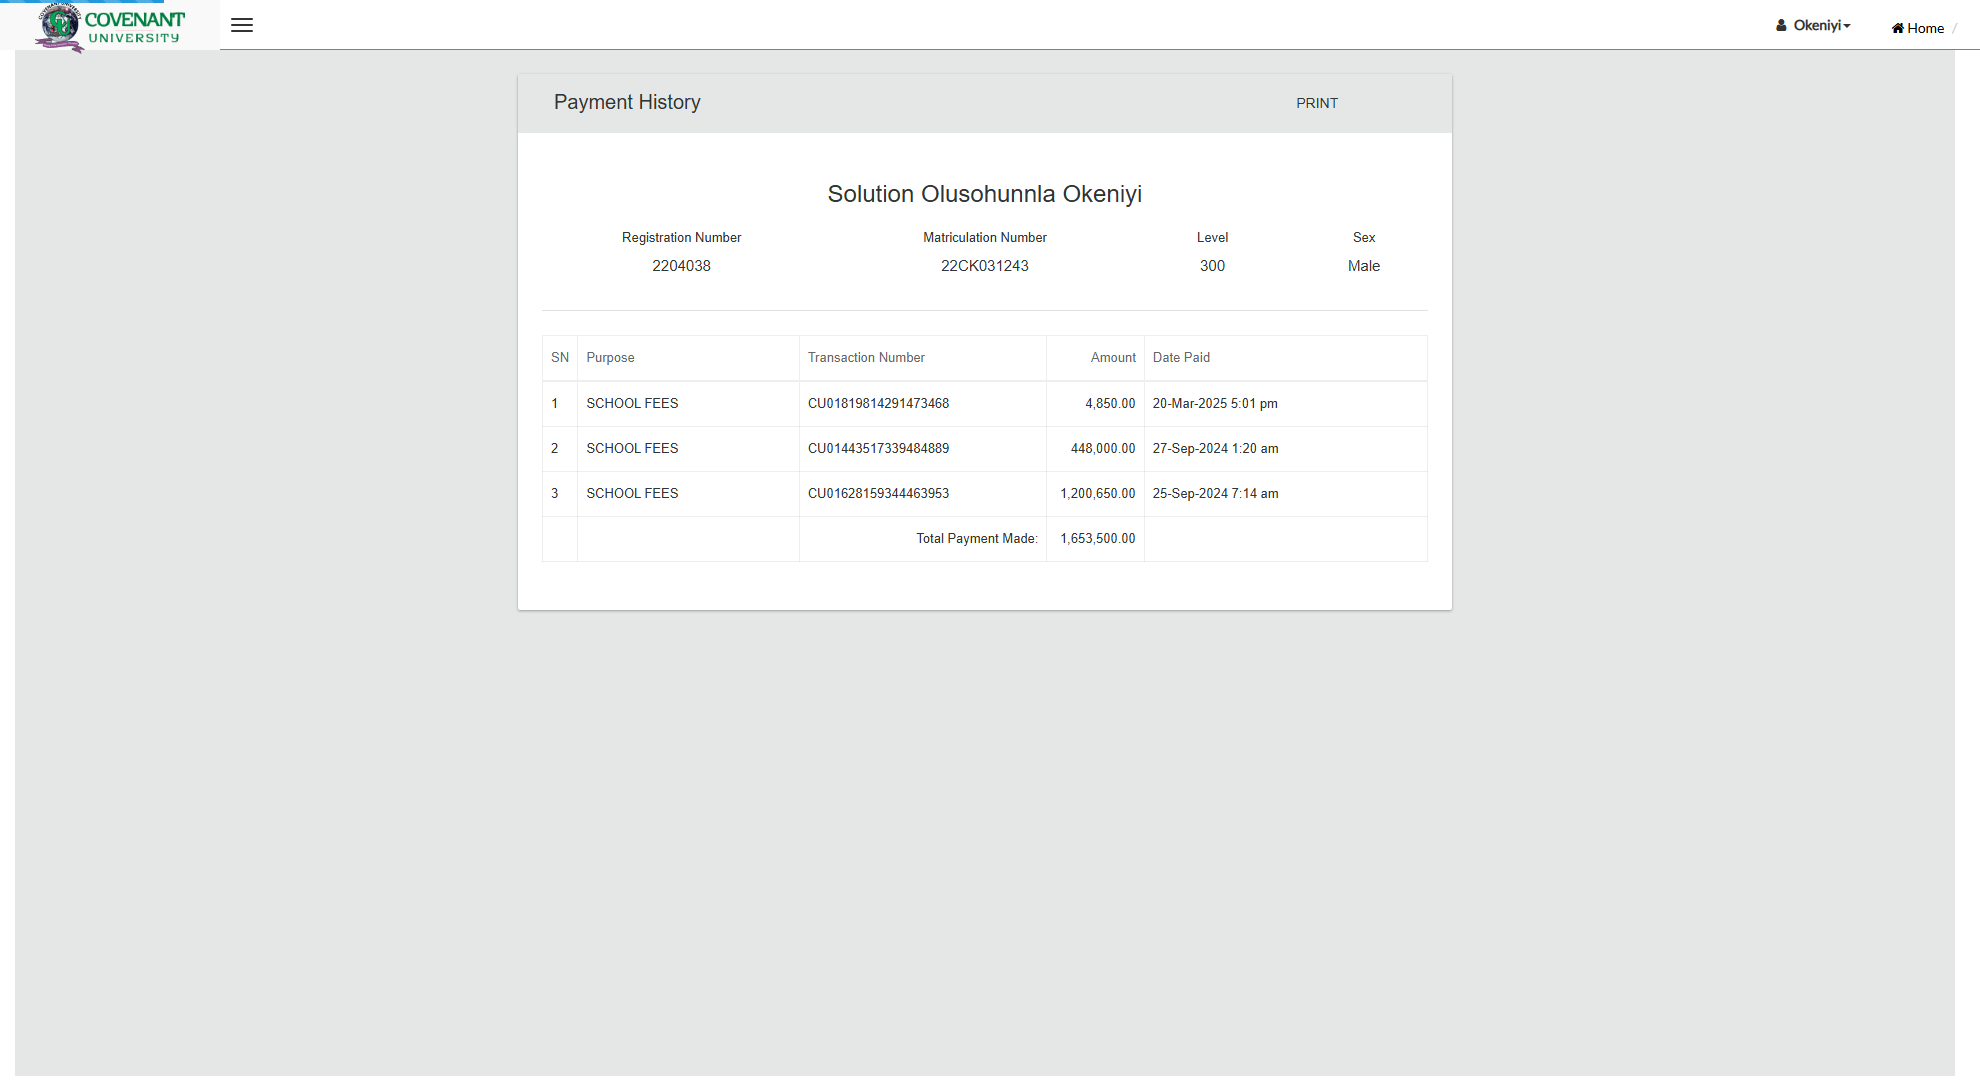 COVENANT
UNIVERSITY
Okeniyi
Home /
Payment History
PRINT
Solution Olusohunnla Okeniyi
Registration Number Matriculation Number Level Sex
2204038 22CK031243 300 Male
SN Purpose Transaction Number Amount Date Paid
1 SCHOOL FEES CU01819814291473468 4,850.00 20-Mar-2025 5:01 pm
2 SCHOOL FEES CU01443517339484889 448,000.00 27-Sep-2024 1:20 am
3 SCHOOL FEES CU01628159344463953 1,200,650.00 25-Sep-2024 7:14 am
Total Payment Made: 1,653,500.00